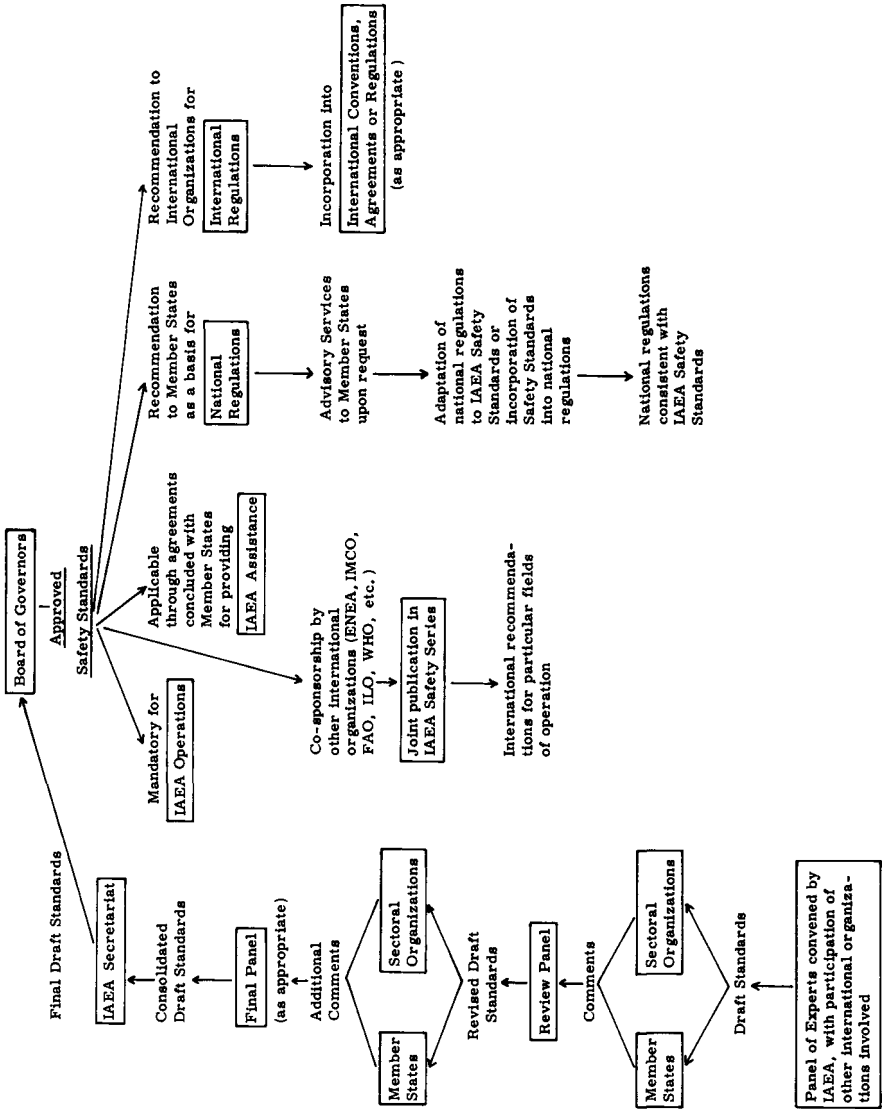 Panel of Experts convened by
IAEA, with participation of
other international organiza-
tions involved
Draft Standards
Member
States
Sectoral
Organizations
Comments
Review Panel
Revised Draft
Standards
Member
States
Sectoral
Organizations
Additional
Comments
Final Panel
(as appropriate)
Consolidated
Draft Standards
IAEA Secretariat
Final Draft Standards
Board of Governors
Approved
Safety Standards
Mandatory for
IAEA Operations
Co-sponsorship by
other international
organizations (ENEA, IMCO,
FAO, ILO, WHO, etc.)
Joint publication in
IAEA Safety Series
International recommenda-
tions for particular fields
of operation
Applicable
through agreements
concluded with
Member States
for providing
IAEA Assistance
Recommendation
to Member States
as a basis for
National
Regulations
Advisory Services
to Member States
upon request
Adaptation of
national regulations
to IAEA Safety
Standards or
incorporation of
Safety Standards
into national
regulations
National regulations
consistent with
IAEA Safety
Standards
Recommendation to
International
Organizations for
International
Regulations
Incorporation into
International Conventions,
Agreements or Regulations
(as appropriate)